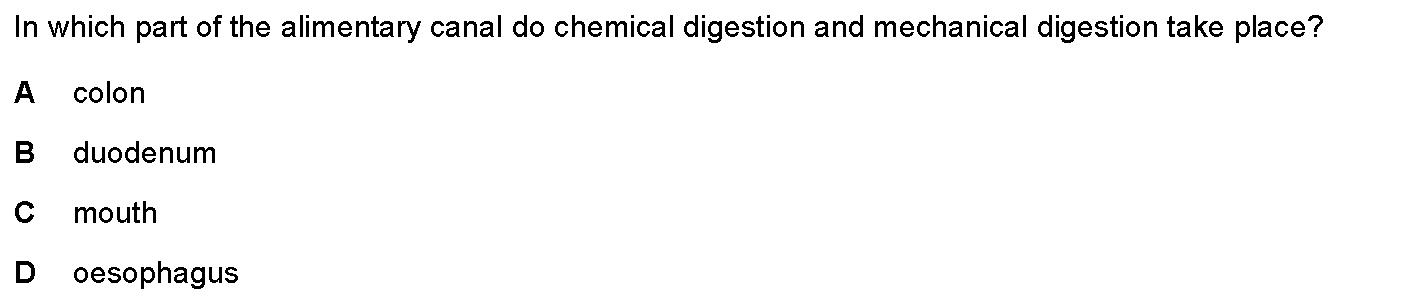 In which part of the alimentary canal do chemical digestion and mechanical digestion take place?
A colon
B duodenum
C mouth
D oesophagus